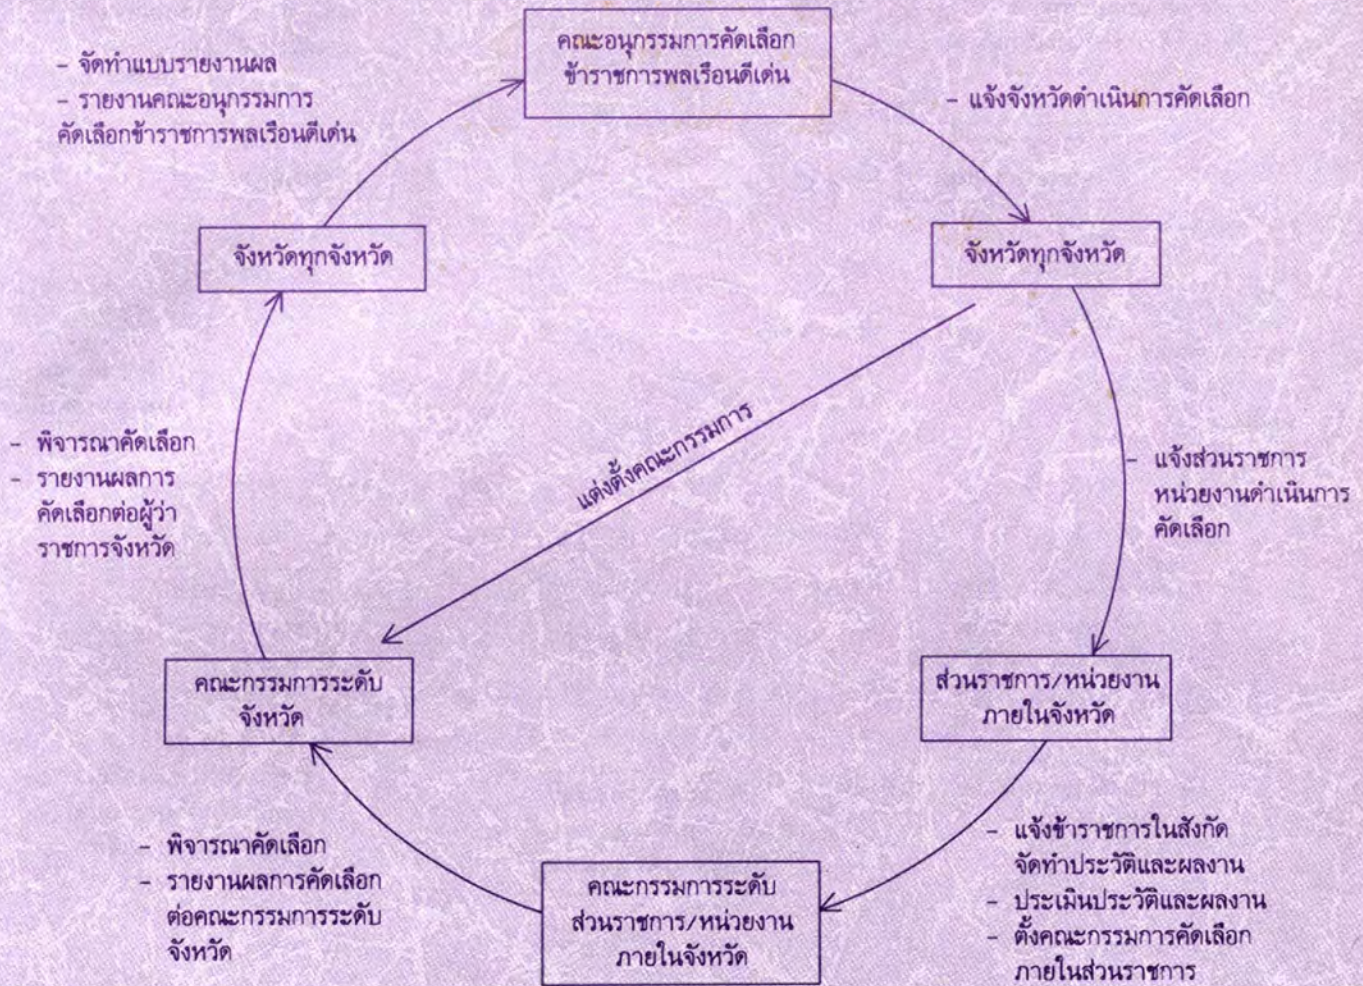 คณะอนุกรรมการคัดเลือก
ข้าราชการพลเรือนดีเด่น
- จัดทำแบบรายงานผล
- รายงานคณะอนุกรรมการ
คัดเลือกข้าราชการพลเรือนดีเด่น
- แจ้งจังหวัดดำเนินการคัดเลือก
จังหวัดทุกจังหวัด
จังหวัดทุกจังหวัด
แต่งตั้งคณะกรรมการ
- พิจารณาคัดเลือก
- รายงานผลการ
คัดเลือกต่อผู้ว่า
ราชการจังหวัด
- แจ้งส่วนราชการ
หน่วยงานดำเนินการ
คัดเลือก
คณะกรรมการระดับ
จังหวัด
ส่วนราชการ/หน่วยงาน
ภายในจังหวัด
- พิจารณาคัดเลือก
- รายงานผลการคัดเลือก
ต่อคณะกรรมการระดับ
จังหวัด
คณะกรรมการระดับ
ส่วนราชการ/หน่วยงาน
ภายในจังหวัด
- แจ้งข้าราชการในสังกัด
จัดทำประวัติและผลงาน
- ประเมินประวัติและผลงาน
- ตั้งคณะกรรมการคัดเลือก
ภายในส่วนราชการ